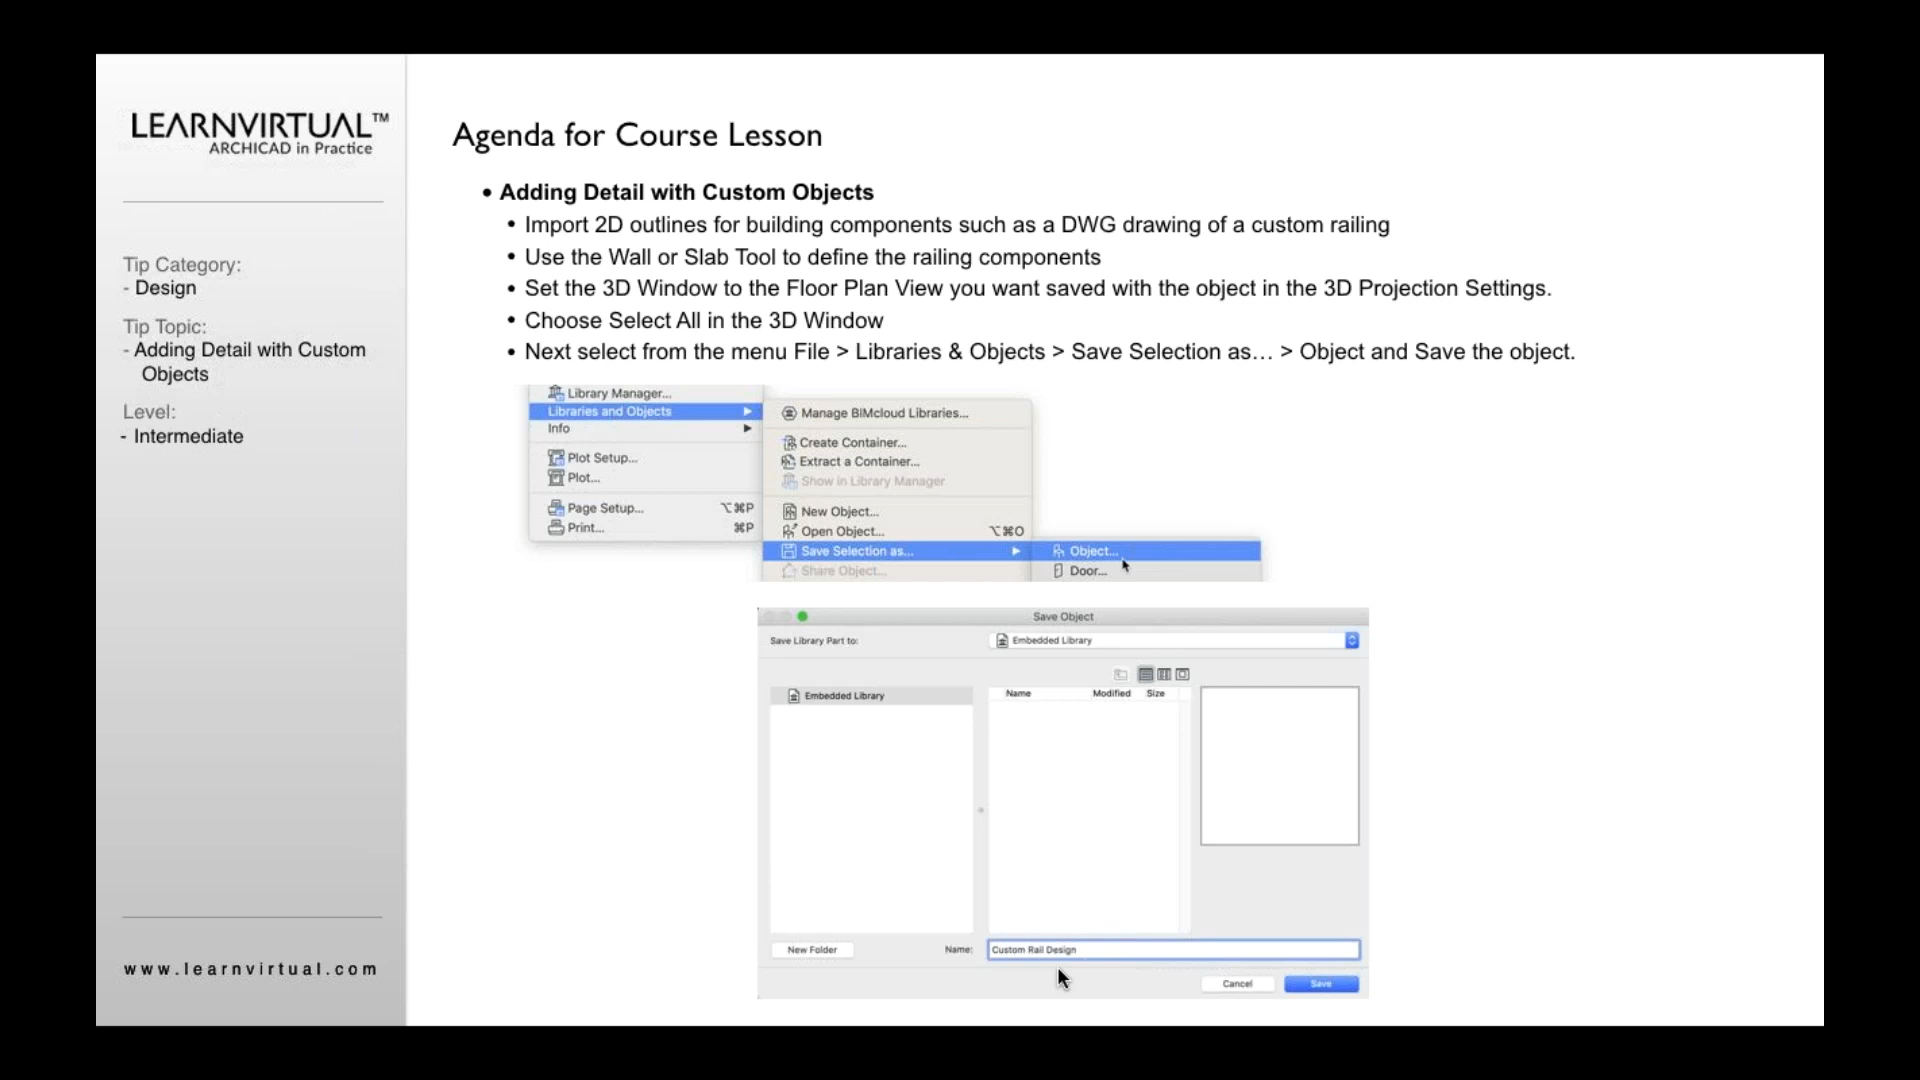 LEARNVIRTUAL™
ARCHICAD in Practice
Tip Category:
- Design
Tip Topic:
- Adding Detail with Custom
Objects
Level:
- Intermediate
www.learnvirtual.com
Agenda for Course Lesson
• Adding Detail with Custom Objects
• Import 2D outlines for building components such as a DWG drawing of a custom railing
• Use the Wall or Slab Tool to define the railing components
• Set the 3D Window to the Floor Plan View you want saved with the object in the 3D Projection Settings.
• Choose Select All in the 3D Window
• Next select from the menu File > Libraries & Objects > Save Selection as... > Object and Save the object.
Library Manager...
Libraries and Objects
Info
Plot Setup...
Plot...
Page Setup... ⌥⌘P
Print... ⌘P
Manage BIMcloud Libraries...
Create Container...
Extract a Container...
Show in Library Manager
New Object...
Open Object... ⌥⌘O
Save Selection as...
Share Object...
Object...
Door...
Save Object
Save Library Part to: Embedded Library
Embedded Library
Name Modified Size
New Folder
Name: Custom Rail Design
Cancel Save